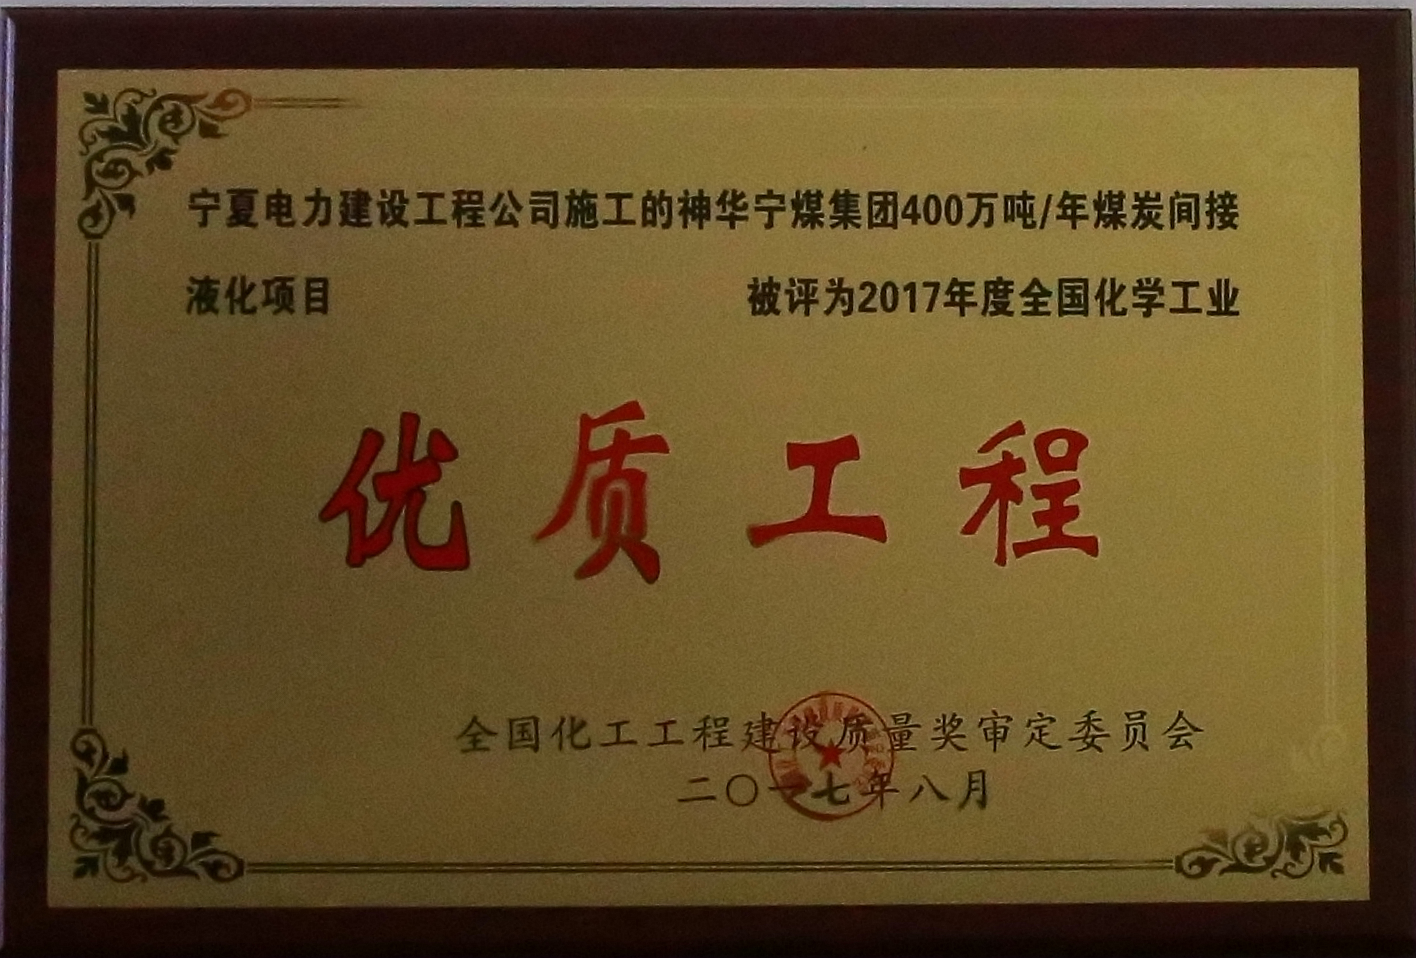 宁夏电力建设工程公司施工的神华宁煤集团400万吨/年煤炭间接
液化项目 被评为2017年度全国化学工业
优质工程
全国化工工程建设质量奖审定委员会
二〇一七年八月